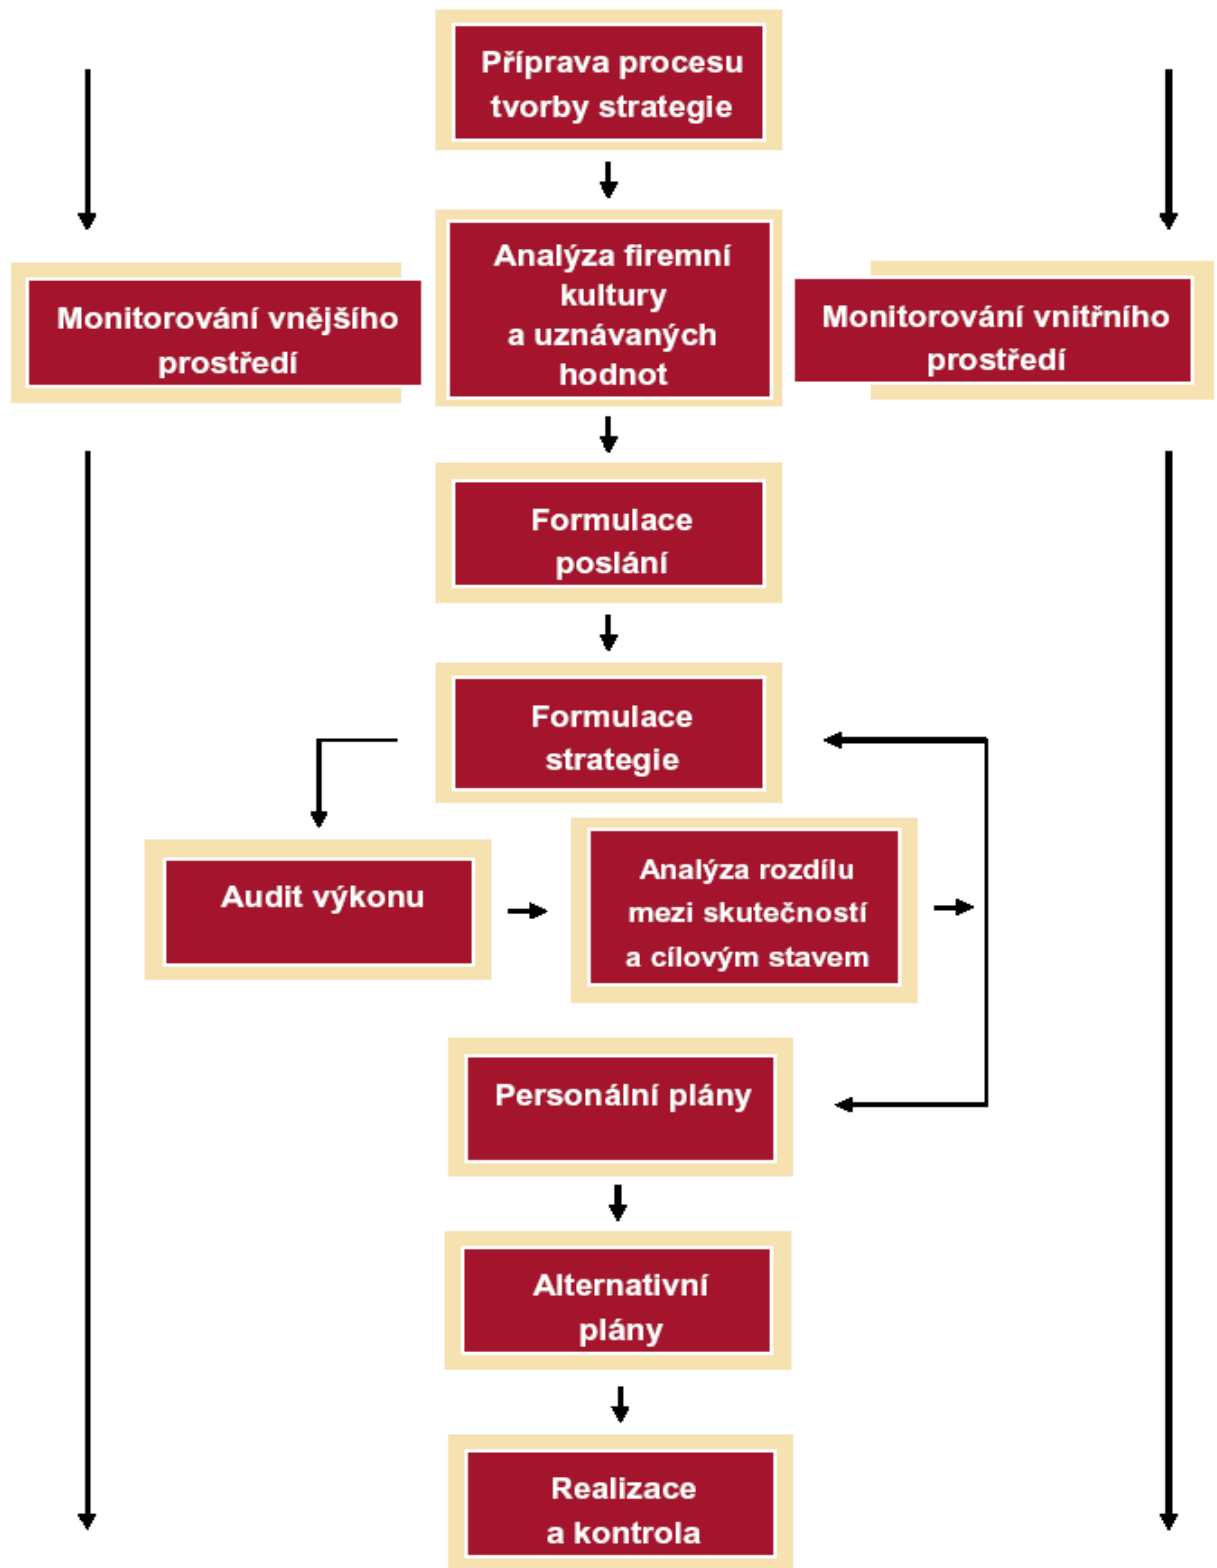 Příprava procesu
tvorby strategie
Analýza firemní
kultury
a uznávaných
hodnot
Monitorování vnějšího
prostředí
Monitorování vnitřního
prostředí
Formulace
poslání
Formulace
strategie
Audit výkonu
Analýza rozdílu
mezi skutečností
a cílovým stavem
Personální plány
Alternativní
plány
Realizace
a kontrola